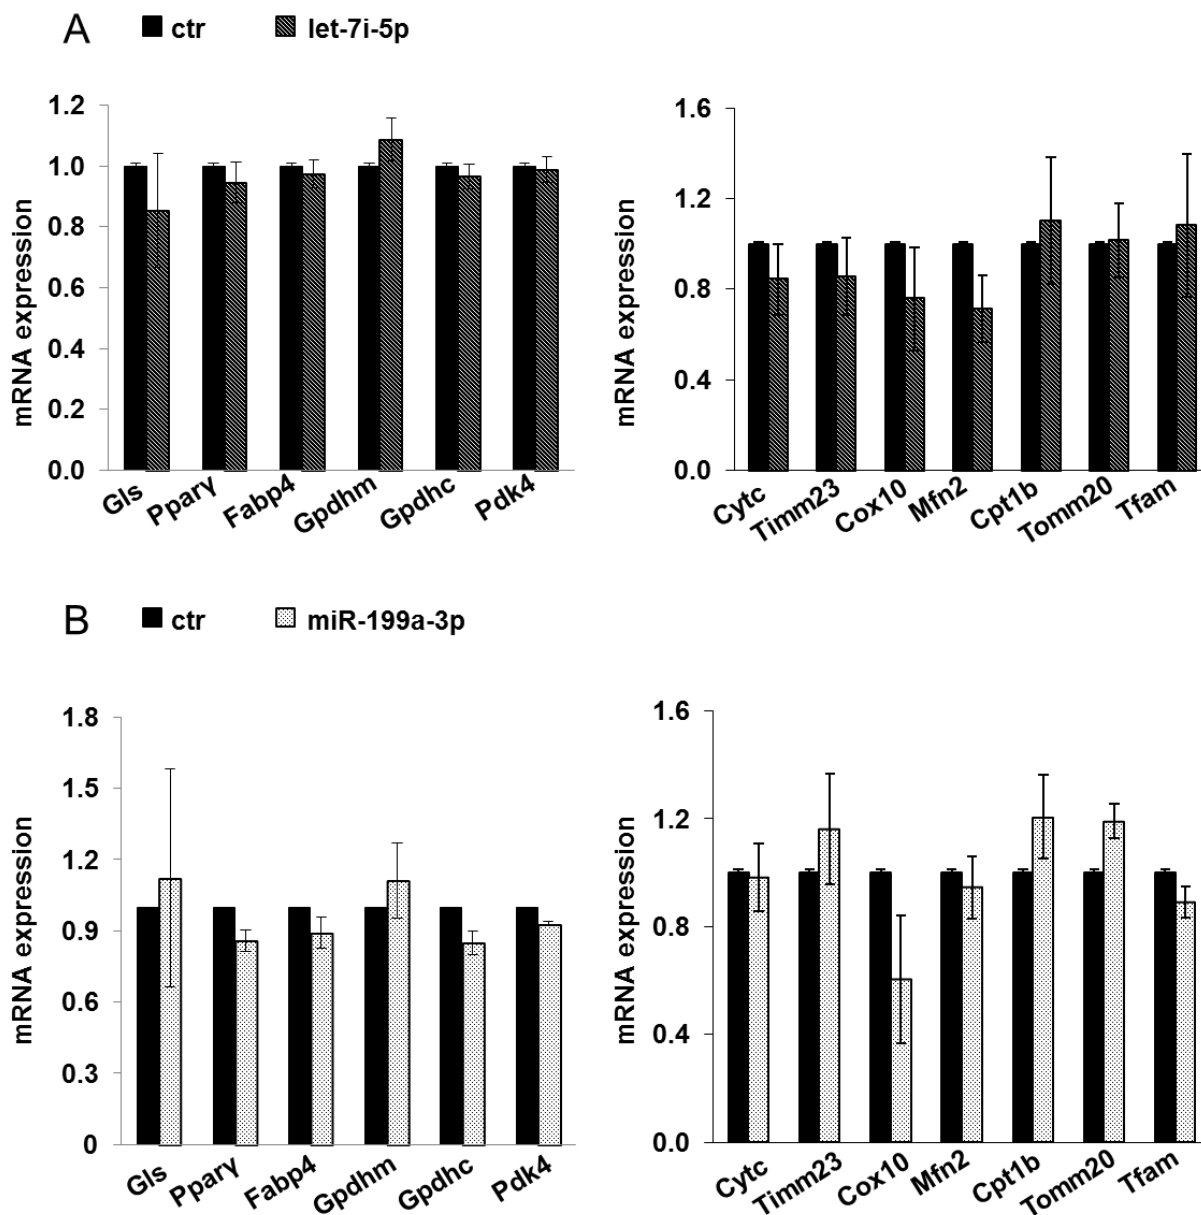 A ctr let-7i-5p
mRNA expression
1.2
1.0
0.8
0.6
0.4
0.2
0.0
Gls Pparγ Fabp4 Gpdhm Gpdhc Pdk4
mRNA expression
1.6
1.2
0.8
0.4
0.0
Cytc Timm23 Cox10 Mfn2 Cpt1b Tomm20 Tfam
B ctr miR-199a-3p
mRNA expression
1.8
1.5
1.2
0.9
0.6
0.3
0
Gls Pparγ Fabp4 Gpdhm Gpdhc Pdk4
mRNA expression
1.6
1.2
0.8
0.4
0.0
Cytc Timm23 Cox10 Mfn2 Cpt1b Tomm20 Tfam